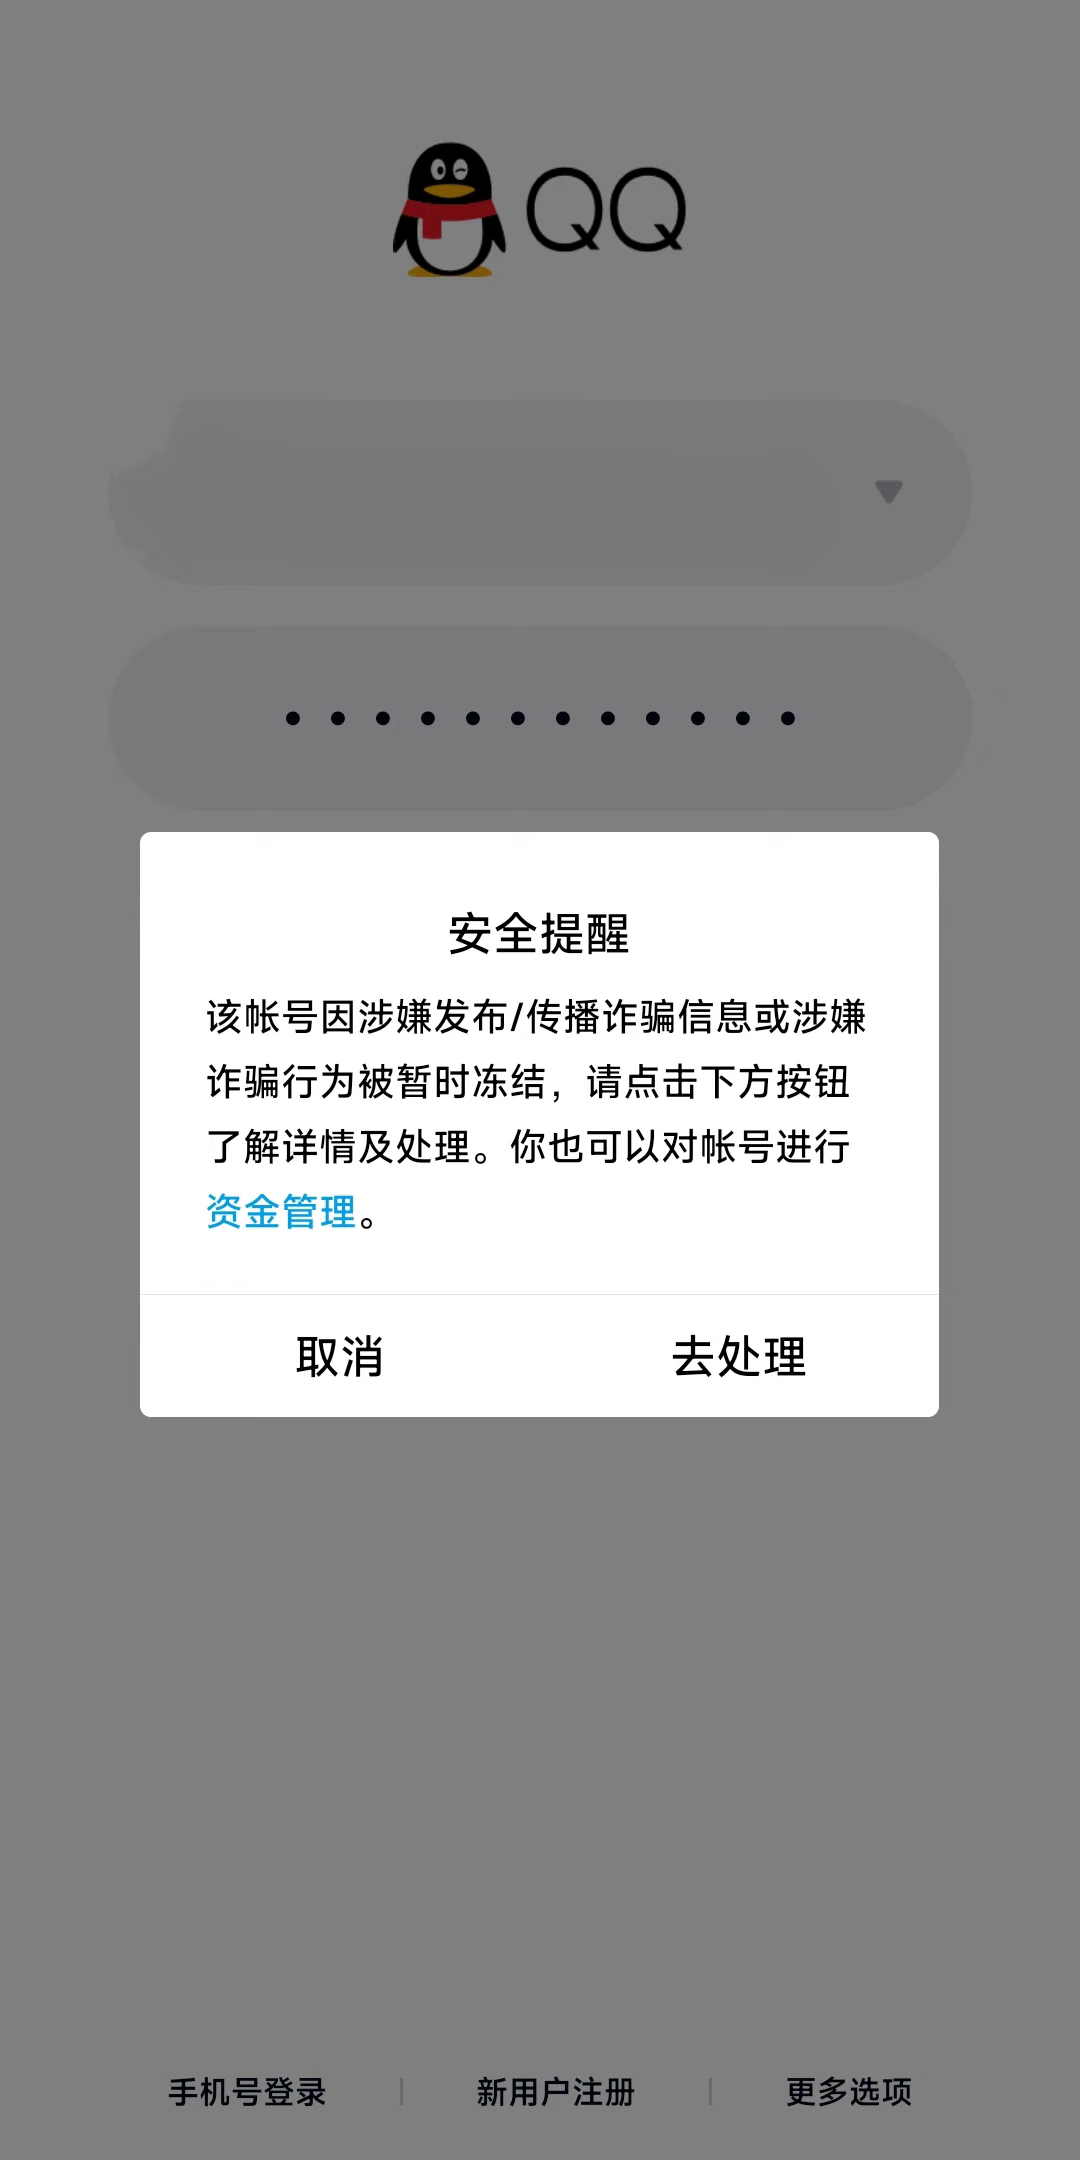 QQ
安全提醒
该帐号因涉嫌发布/传播诈骗信息或涉嫌
诈骗行为被暂时冻结，请点击下方按钮
了解详情及处理。你也可以对帐号进行
资金管理。
取消 去处理
手机号登录 新用户注册 更多选项